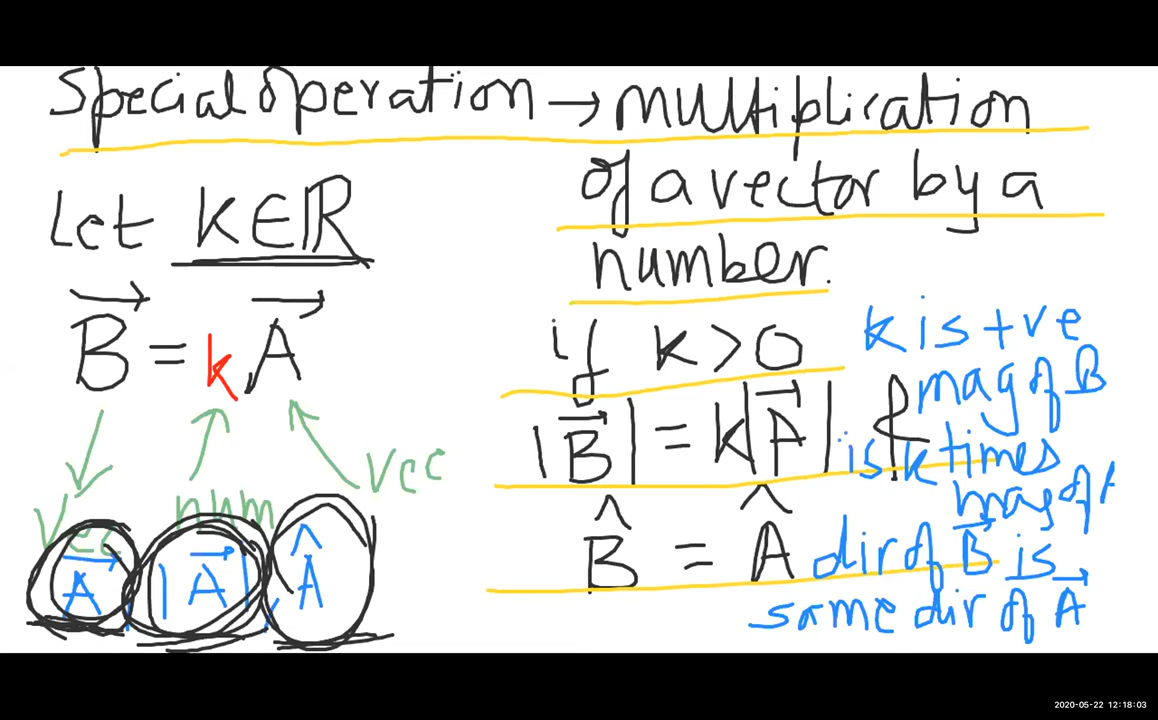 Special operation → multiplication
of a vector by a
number.
Let K∈ℝ
B⃗ = k A⃗
Vec
num
Vec
A⃗ |A⃗| , Â
if K > 0
k is +ve
|B⃗| = k|A⃗| &
mag of B
is k times
mag of A
B̂ = Â
dir of B⃗ is
same dir of A⃗
2020-05-22 12:18:03